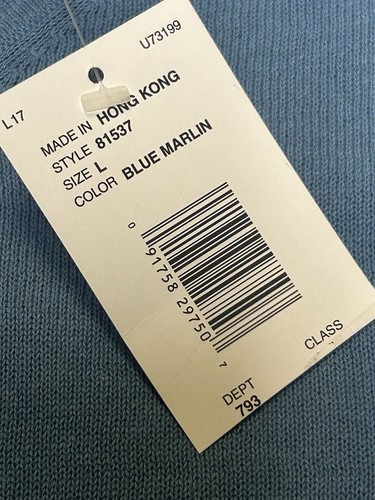 U73199
L17
MADE IN HONG KONG
STYLE 81537
SIZE L
COLOR BLUE MARLIN
0 91758 29750 7
CLASS
DEPT
793